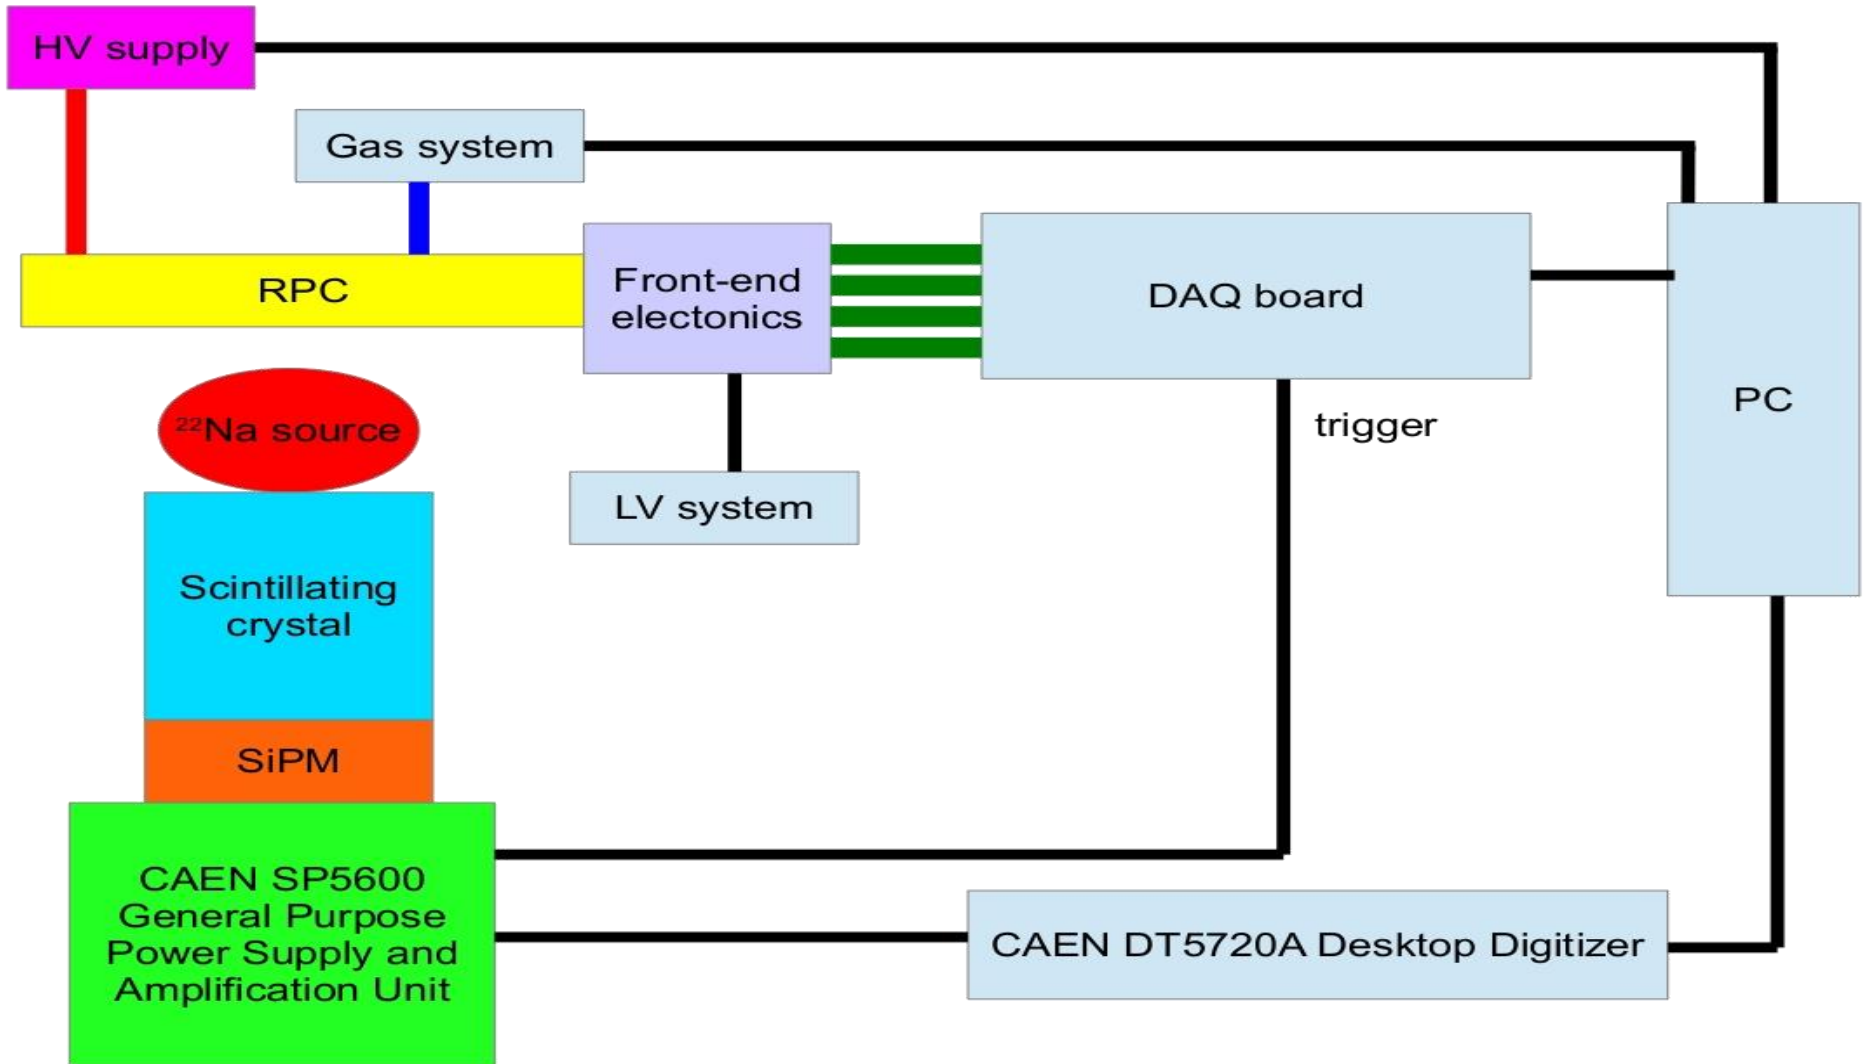 HV supply
Gas system
RPC
Front-end
electonics
DAQ board
PC
trigger
²²Na source
LV system
Scintillating
crystal
SiPM
CAEN SP5600
General Purpose
Power Supply and
Amplification Unit
CAEN DT5720A Desktop Digitizer